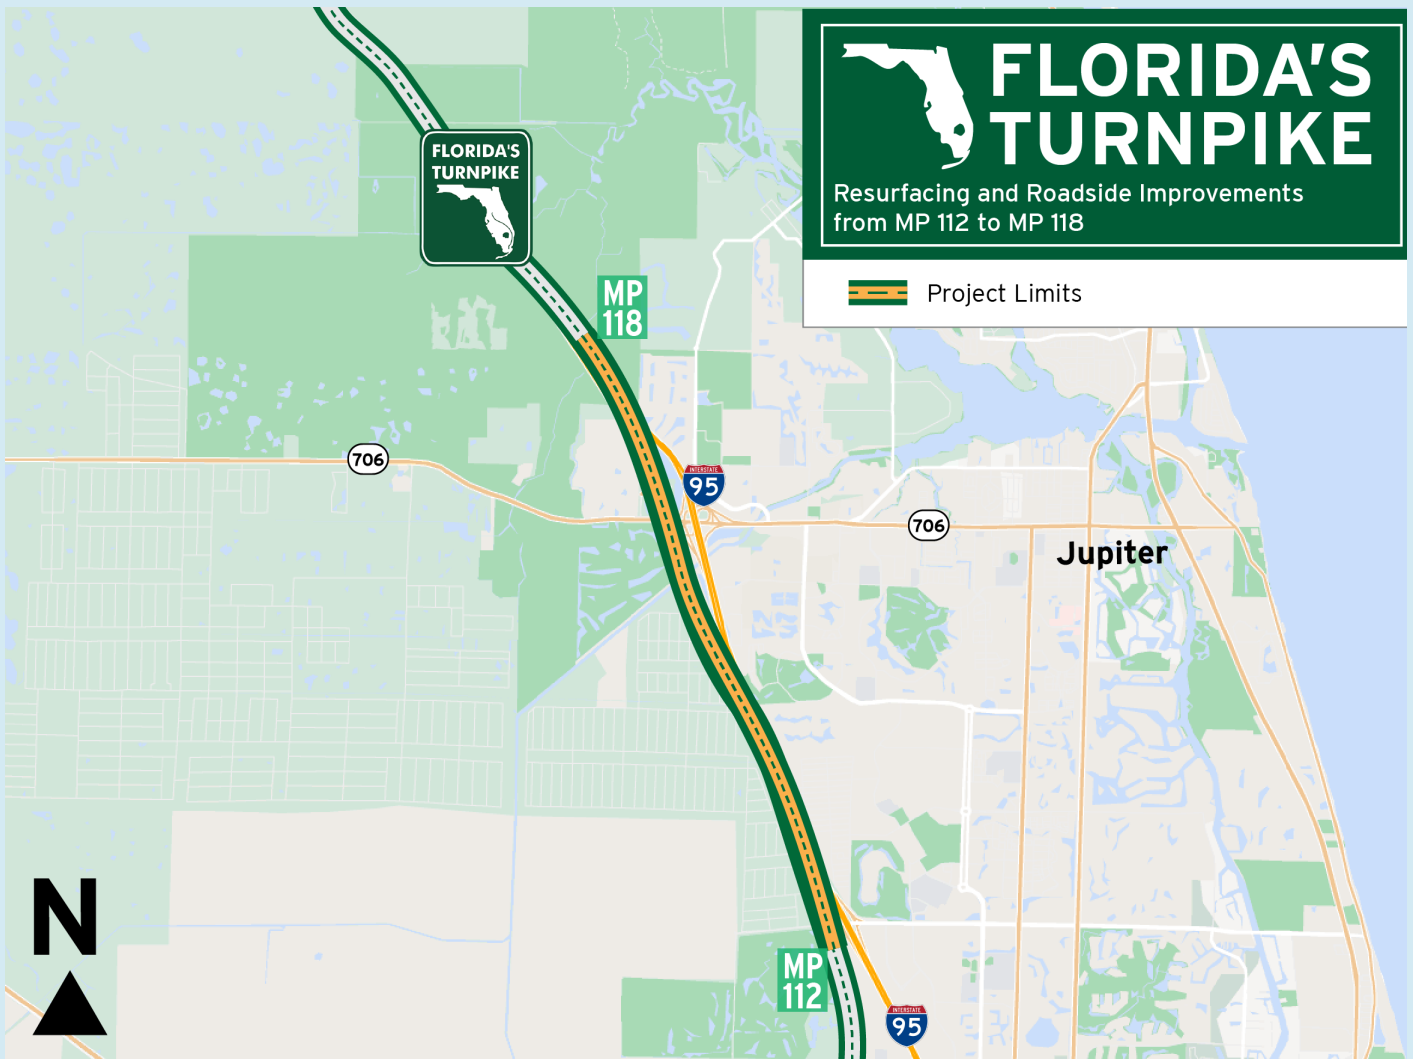 FLORIDA'S
TURNPIKE
Resurfacing and Roadside Improvements
from MP 112 to MP 118
Project Limits
FLORIDA'S
TURNPIKE
MP
118
706
INTERSTATE
95
706
Jupiter
N
MP
112
INTERSTATE
95